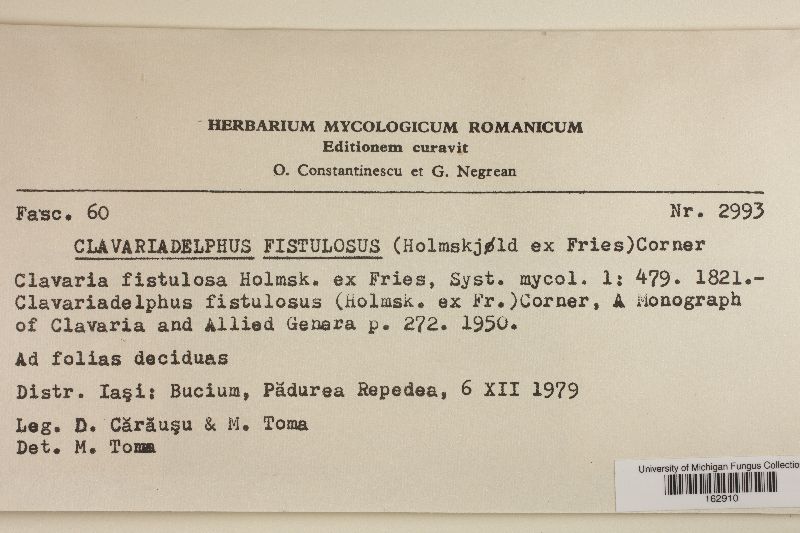 HERBARIUM MYCOLOGICUM ROMANICUM
Editionem curavit
O. Constantinescu et G. Negrean
Fasc. 60 Nr. 2993
CLAVARIADELPHUS FISTULOSUS (Holmskjøld ex Fries)Corner
Clavaria fistulosa Holmsk. ex Fries, Syst. mycol. 1: 479. 1821.-
Clavariadelphus fistulosus (Holmsk. ex Fr.)Corner, A Monograph
of Clavaria and Allied Genera p. 272. 1950.
Ad folias deciduas
Distr. Iaşi: Bucium, Pădurea Repedea, 6 XII 1979
Leg. D. Cărăuşu & M. Toma
Det. M. Toma
University of Michigan Fungus Collectio
162910